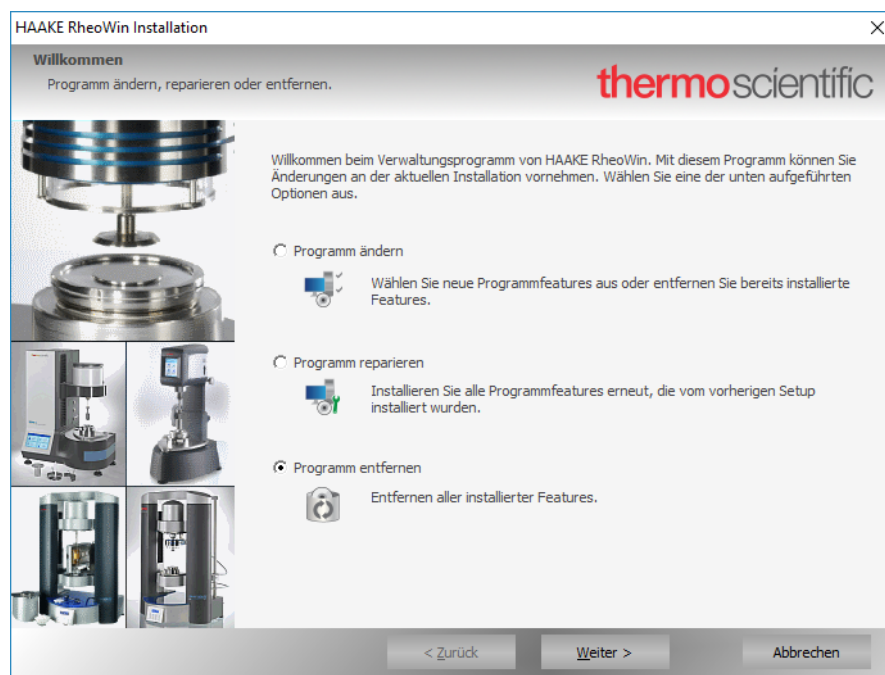 HAAKE RheoWin Installation
Willkommen
Programm ändern, reparieren oder entfernen.
thermoscientific
Willkommen beim Verwaltungsprogramm von HAAKE RheoWin. Mit diesem Programm können Sie
Änderungen an der aktuellen Installation vornehmen. Wählen Sie eine der unten aufgeführten
Optionen aus.
Programm ändern
Wählen Sie neue Programmfeatures aus oder entfernen Sie bereits installierte
Features.
Programm reparieren
Installieren Sie alle Programmfeatures erneut, die vom vorherigen Setup
installiert wurden.
Programm entfernen
Entfernen aller installierter Features.
< Zurück
Weiter >
Abbrechen